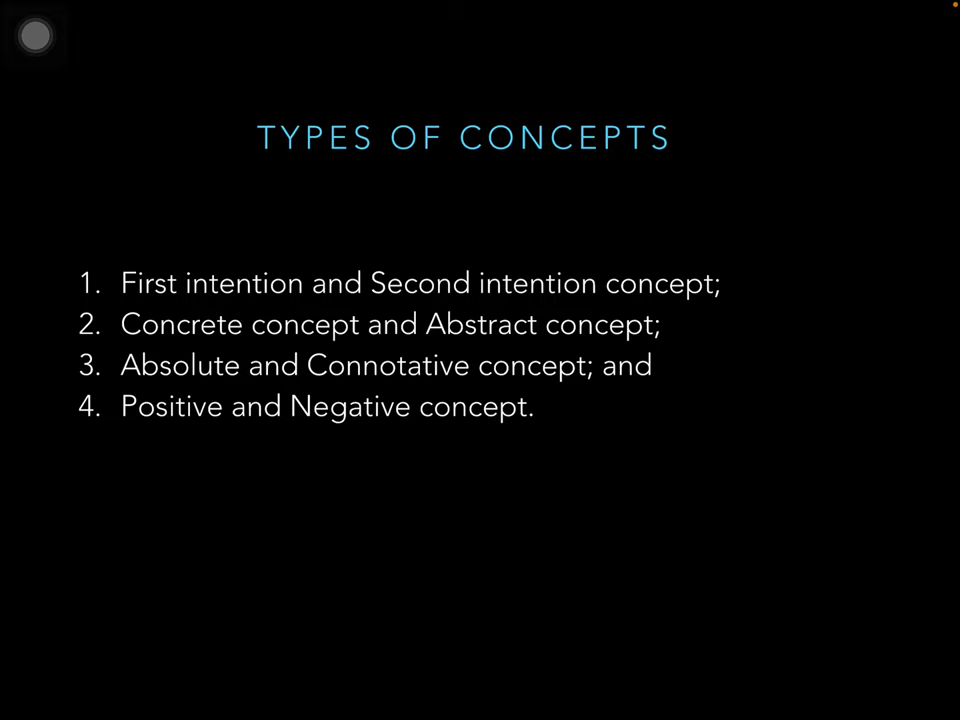 TYPES OF CONCEPTS
1. First intention and Second intention concept;
2. Concrete concept and Abstract concept;
3. Absolute and Connotative concept; and
4. Positive and Negative concept.